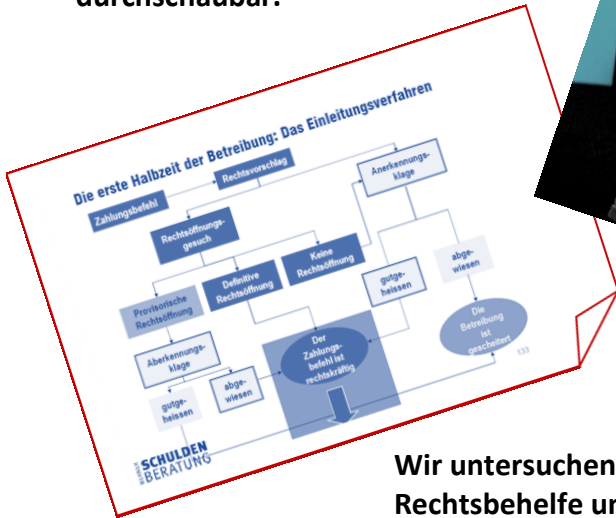 durchschaubar.
Die erste Halbzeit der Betreibung: Das Einleitungsverfahren
Zahlungsbefehl
Rechtsvorschlag
Anerkennungs-
klage
Rechtsöffnungs-
gesuch
Provisorische
Rechtsöffnung
Definitive
Rechtsöffnung
Keine
Rechtsöffnung
gutge-
heissen
abge-
wiesen
Aberkennungs-
klage
Der
Zahlungs-
befehl ist
rechtskräftig
Die
Betreibung
ist
gescheitert
gutge-
heissen
abge-
wiesen
133
SCHULDEN
BERATUNG
Wir untersuchen
Rechtsbehelfe